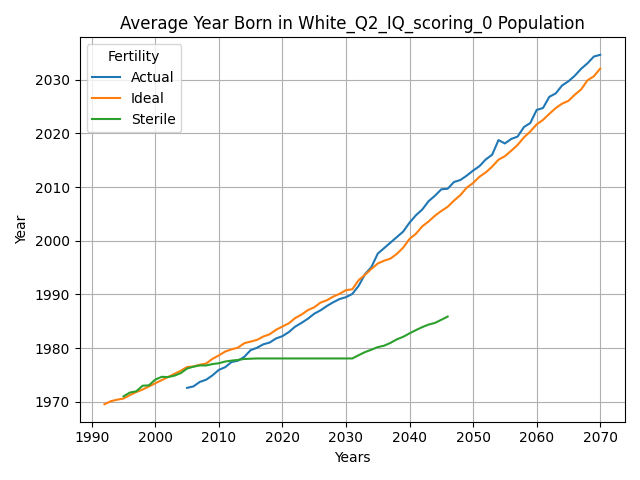 Average Year Born in White_Q2_IQ_scoring_0 Population
Fertility
Actual
Ideal
Sterile
2030
2020
2010
2000
1990
1980
1970
Year
1990
2000
2010
2020
2030
2040
2050
2060
2070
Years